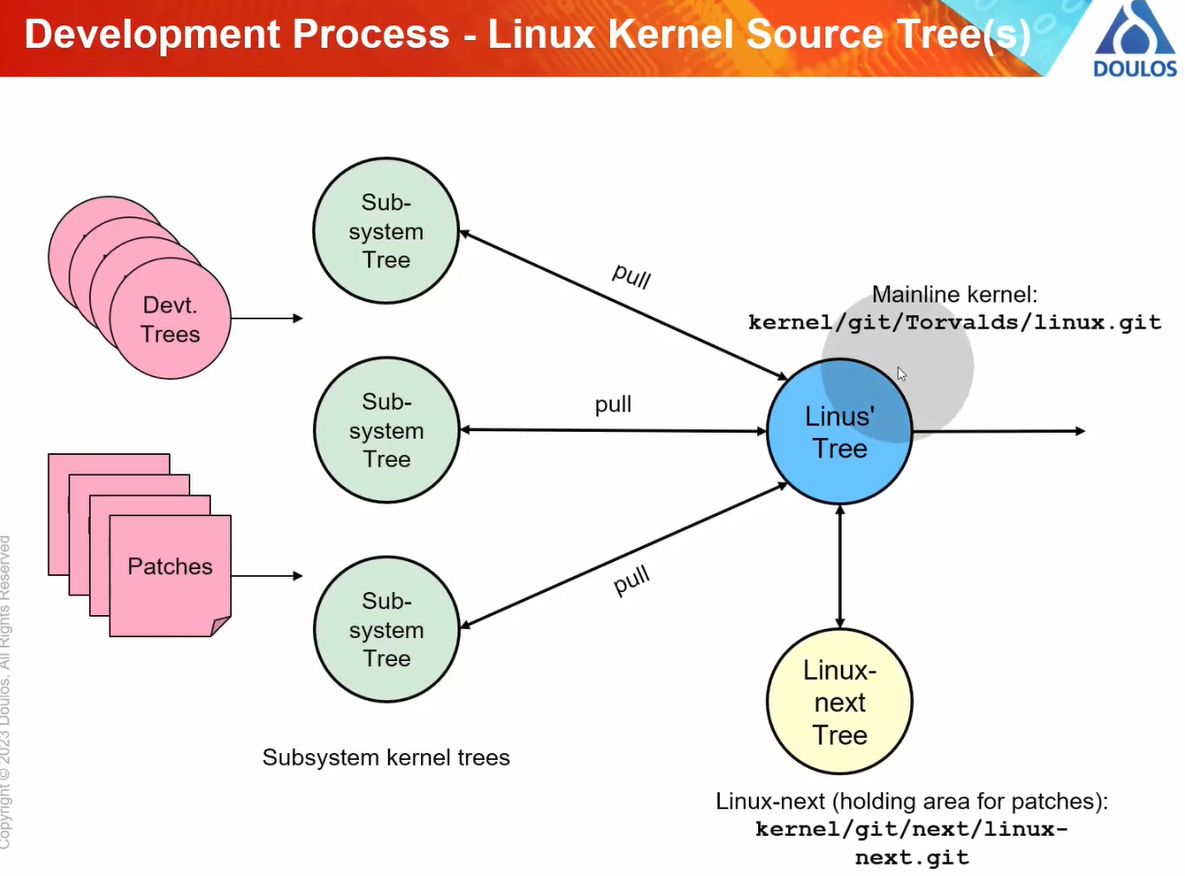 Development Process - Linux Kernel Source Tree(s)
DOULOS
Sub-
system
Tree
Devt.
Trees
pull
Mainline kernel:
kernel/git/Torvalds/linux.git
Sub-
system
Tree
pull
Linus'
Tree
Patches
Sub-
system
Tree
pull
Linux-
next
Tree
Subsystem kernel trees
Linux-next (holding area for patches):
kernel/git/next/linux-
next.git
Copyright © 2023 Doulos. All Rights Reserved